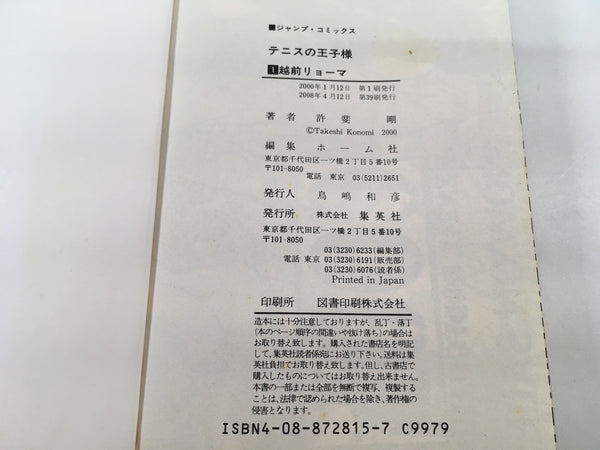 ■ジャンプ・コミックス
テニスの王子様
1越前リョーマ
2000年1月12日 第1刷発行
2008年4月12日 第39刷発行
著者 許斐 剛
©Takeshi Konomi 2000
編集 ホーム社
東京都千代田区一ツ橋2丁目5番10号
〒101-8050
電話 東京 03(5211)2651
発行人 鳥嶋和彦
発行所 株式会社 集英社
東京都千代田区一ツ橋2丁目5番10号
〒101-8050
03(3230)6233(編集部)
電話 東京 03(3230)6191(販売部)
03(3230)6076(読者係)
Printed in Japan
印刷所 図書印刷株式会社
造本には十分注意しておりますが、乱丁・落丁
(本のページ順序の間違いや抜け落ち)の場合は
お取り替え致します。購入された書店名を明記
して、集英社読者係宛にお送り下さい。送料は集
英社負担でお取り替え致します。但し、古書店で
購入したものについてはお取り替え出来ません。
本書の一部または全部を無断で複写、複製する
ことは、法律で認められた場合を除き、著作権の
侵害となります。
ISBN4-08-872815-7 C9979